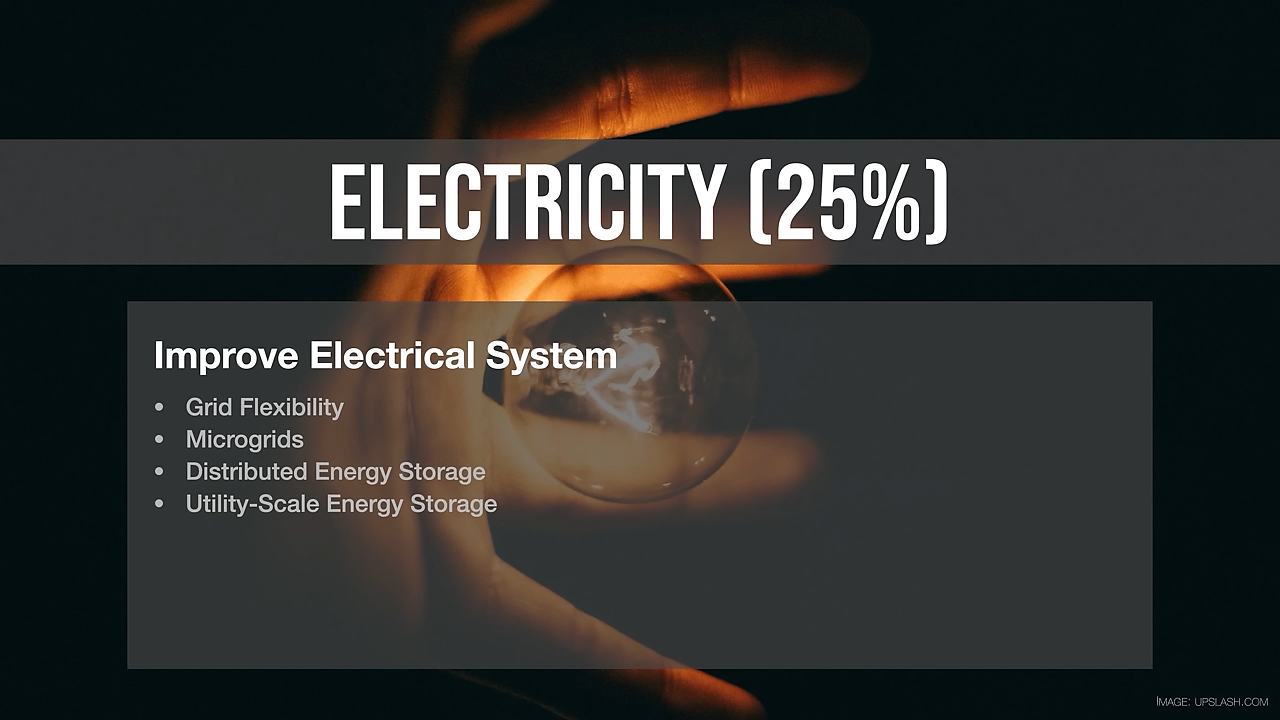 ELECTRICITY (25%)
Improve Electrical System
• Grid Flexibility
• Microgrids
• Distributed Energy Storage
• Utility-Scale Energy Storage
IMAGE: UPSLASH.COM